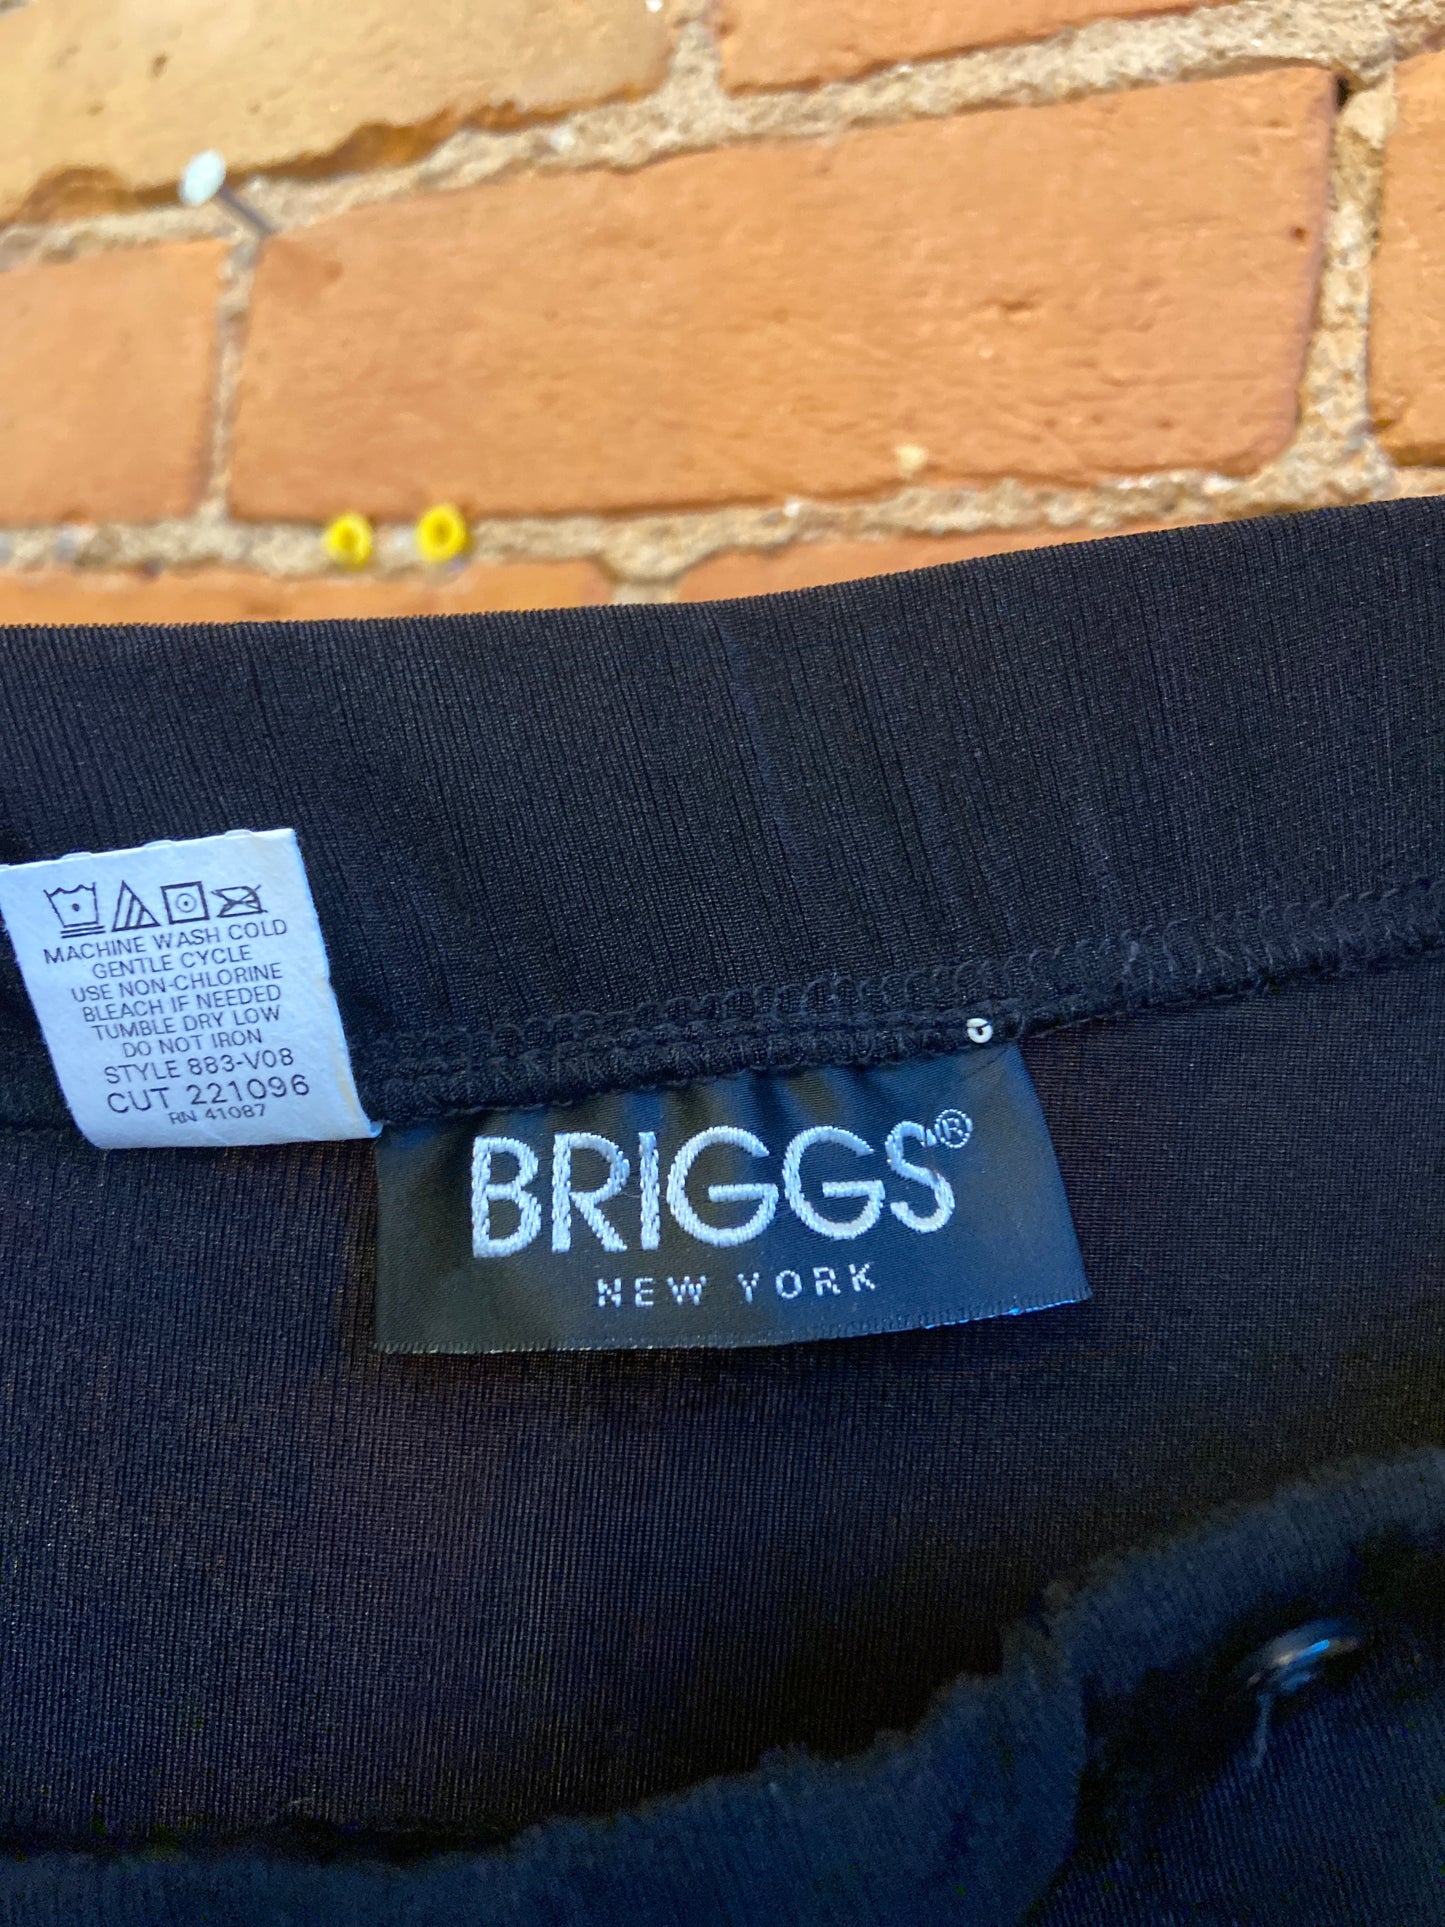 MACHINE WASH COLD
GENTLE CYCLE
USE NON-CHLORINE
BLEACH IF NEEDED
TUMBLE DRY LOW
DO NOT IRON
STYLE 883-V08
CUT 221096
RN 41087
BRIGGS®
NEW YORK